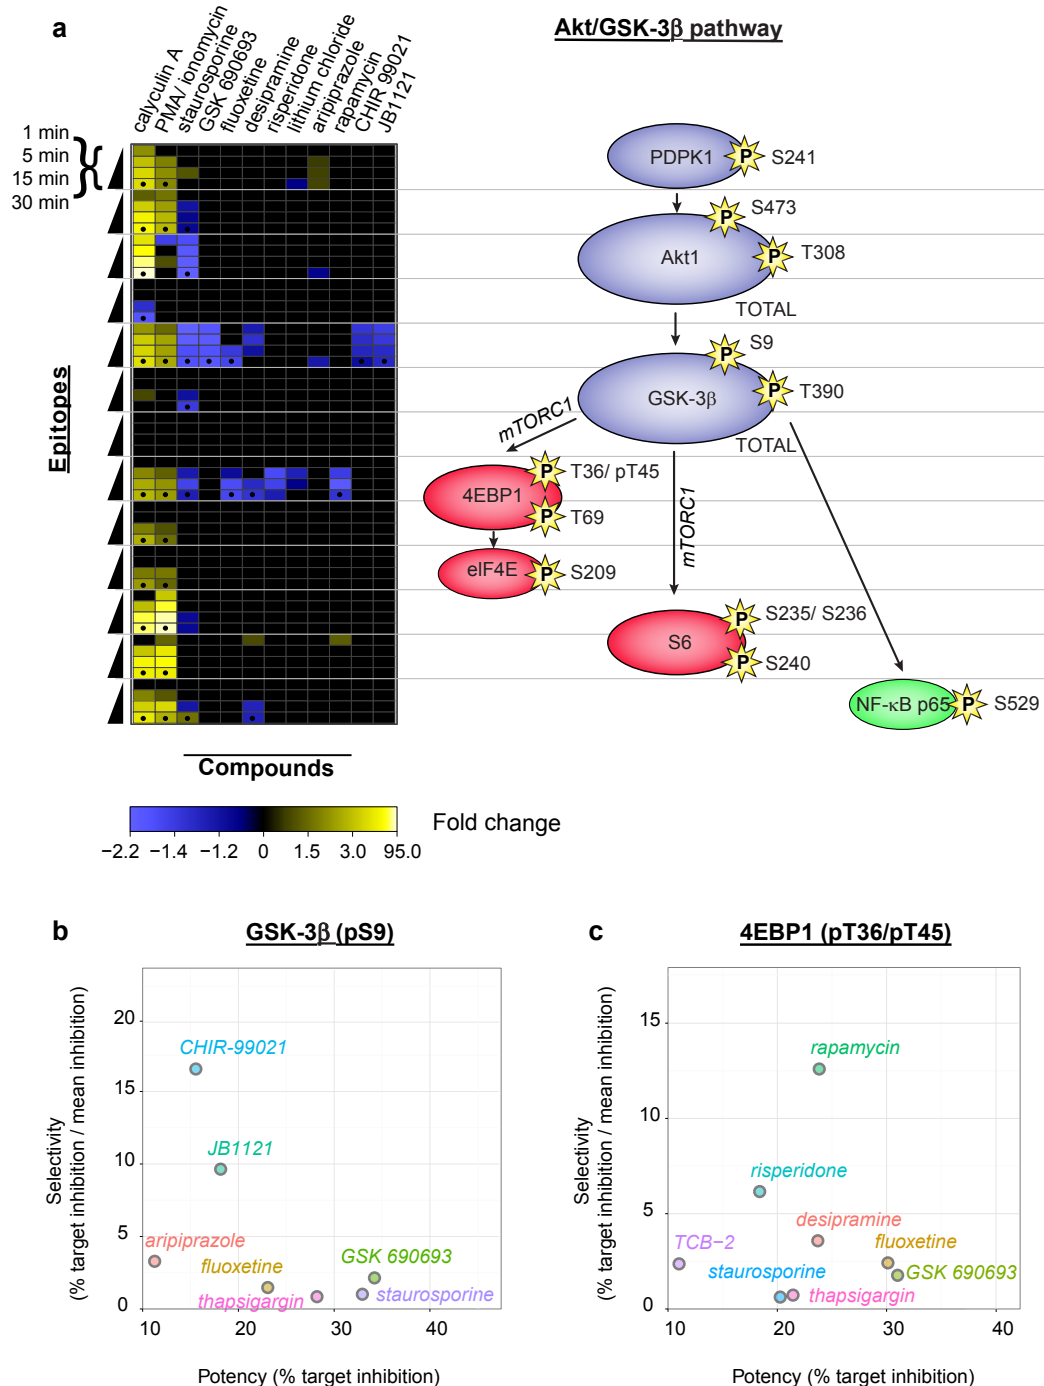 a
Akt/GSK-3β pathway
calyculin A
PMA/ ionomycin
staurosporine
GSK 690693
fluoxetine
desipramine
risperidone
lithium chloride
aripiprazole
rapamycin
CHIR 99021
JB1121
1 min
5 min
15 min
30 min
Epitopes
PDPK1
P
S241
S473
P
Akt1
P
T308
TOTAL
S9
P
GSK-3β
P
T390
TOTAL
mTORC1
mTORC1
P
T36/ pT45
4EBP1
P
T69
eIF4E
P
S209
P
S235/ S236
S6
P
S240
NF-κB p65
P
S529
Compounds
Fold change
−2.2 −1.4 −1.2 0 1.5 3.0 95.0
b
GSK-3β (pS9)
Selectivity
(% target inhibition / mean inhibition)
20
15
10
5
0
CHIR-99021
JB1121
aripiprazole
fluoxetine
GSK 690693
thapsigargin
staurosporine
10 20 30 40
Potency (% target inhibition)
c
4EBP1 (pT36/pT45)
Selectivity
(% target inhibition / mean inhibition)
15
10
5
0
rapamycin
risperidone
desipramine
TCB−2
fluoxetine
staurosporine
GSK 690693
thapsigargin
10 20 30 40
Potency (% target inhibition)